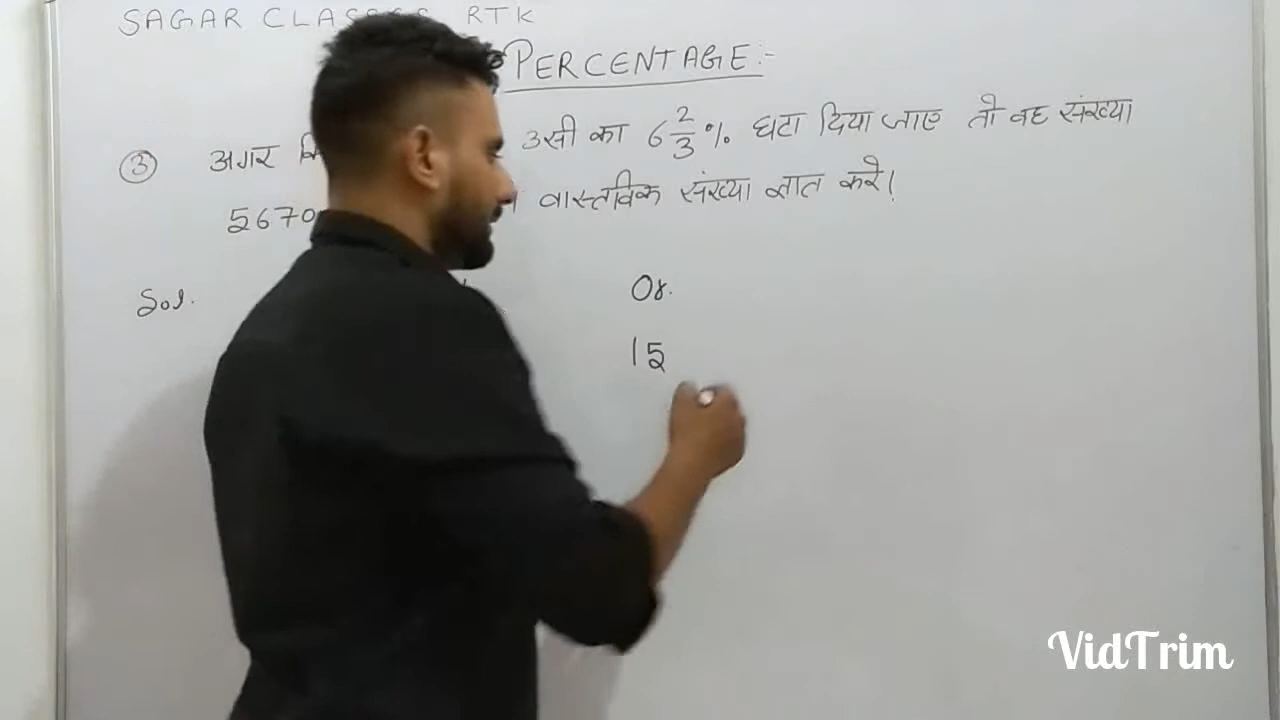 SAGAR CLASSES RTK
PERCENTAGE:-
③ अगर उसी का 6 2/3 % घटा दिया जाए तो वह संख्या
5670 वास्तविक संख्या ज्ञात करे।
Sol. Or.
15
VidTrim